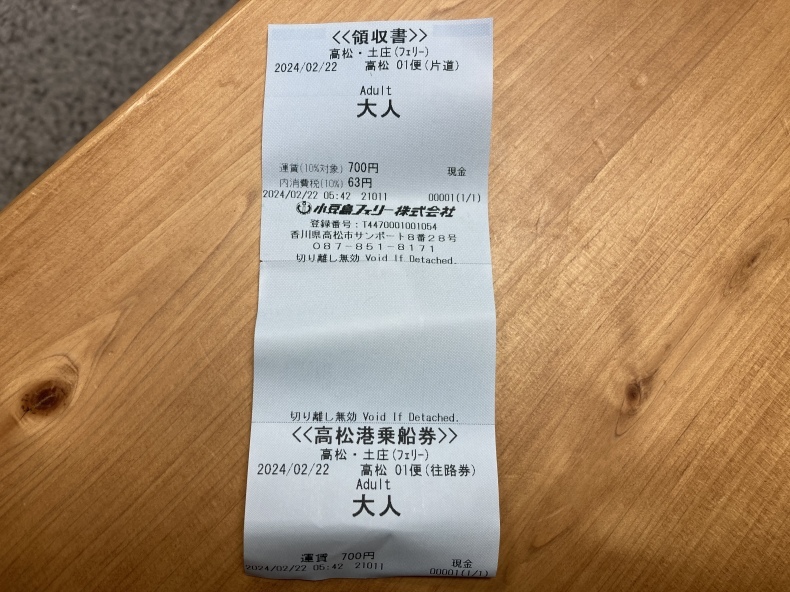 <<領収書>>
高松・土庄(フェリー)
2024/02/22 高松 01便(片道)
Adult
大人
運賃(10%対象) 700円 現金
内消費税(10%) 63円
2024/02/22 05:42 21011 00001(1/1)
小豆島フェリー株式会社
登録番号:T4470001001054
香川県高松市サンポート8番28号
087-851-8171
切り離し無効 Void If Detached.
切り離し無効 Void If Detached.
<<高松港乗船券>>
高松・土庄(フェリー)
2024/02/22 高松 01便(往路券)
Adult
大人
運賃 700円 現金
2024/02/22 05:42 21011 00001(1/1)